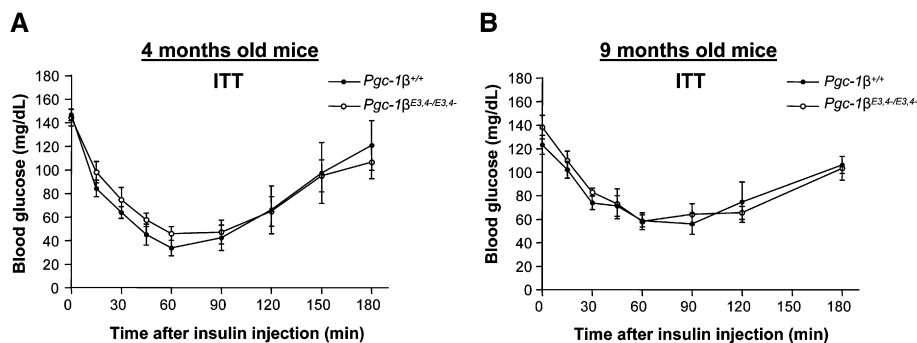 A
4 months old mice
ITT
Pgc-1β+/+
Pgc-1βE3,4-/E3,4-
Blood glucose (mg/dL)
180
160
140
120
100
80
60
40
20
0
0 30 60 90 120 150 180
Time after insulin injection (min)
B
9 months old mice
ITT
Pgc-1β+/+
Pgc-1βE3,4-/E3,4-
Blood glucose (mg/dL)
180
160
140
120
100
80
60
40
20
0
0 30 60 90 120 150 180
Time after insulin injection (min)